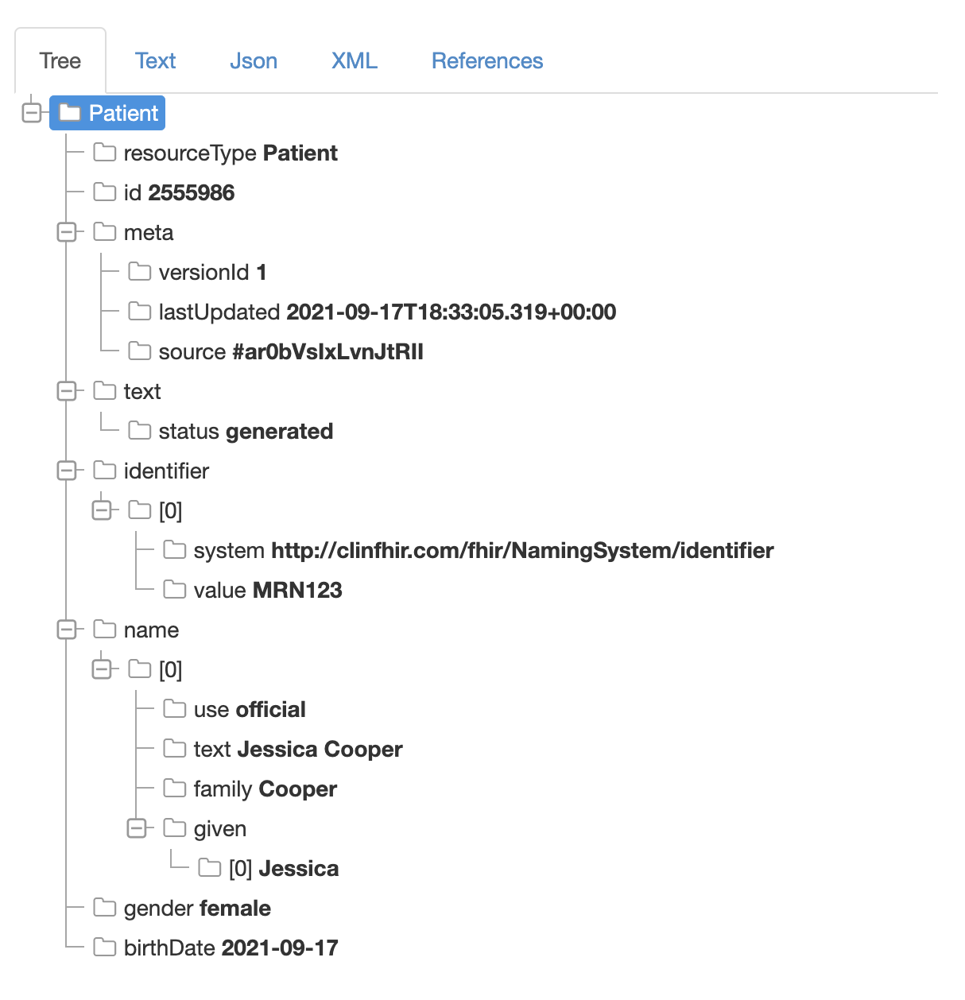 Tree Text Json XML References
Patient
resourceType Patient
id 2555986
meta
versionId 1
lastUpdated 2021-09-17T18:33:05.319+00:00
source #ar0bVslxLvnJtRIl
text
status generated
identifier
[0]
system http://clinfhir.com/fhir/NamingSystem/identifier
value MRN123
name
[0]
use official
text Jessica Cooper
family Cooper
given
[0] Jessica
gender female
birthDate 2021-09-17